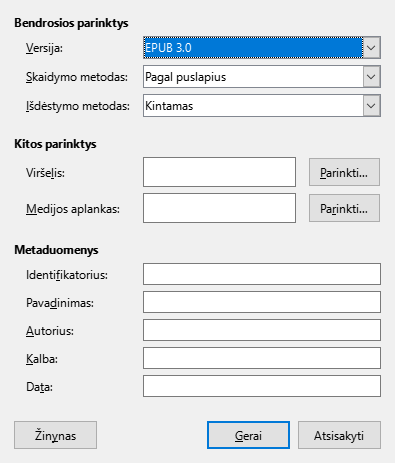 Bendrosios parinktys
Versija: EPUB 3.0
Skaidymo metodas: Pagal puslapius
Išdėstymo metodas: Kintamas
Kitos parinktys
Viršelis: Parinkti...
Medijos aplankas: Parinkti...
Metaduomenys
Identifikatorius:
Pavadinimas:
Autorius:
Kalba:
Data:
Žinynas Gerai Atsisakyti